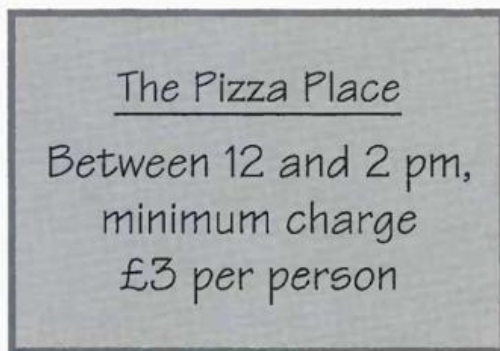 The Pizza Place
Between 12 and 2 pm,
minimum charge
£3 per person